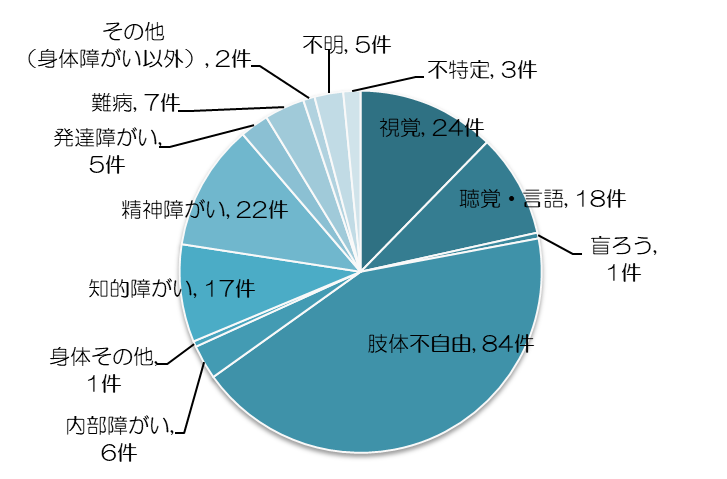 その他
（身体障がい以外）, 2件
不明, 5件
不特定, 3件
難病, 7件
発達障がい,
5件
視覚, 24件
精神障がい, 22件
聴覚・言語, 18件
盲ろう,
1件
知的障がい, 17件
肢体不自由, 84件
身体その他,
1件
内部障がい,
6件